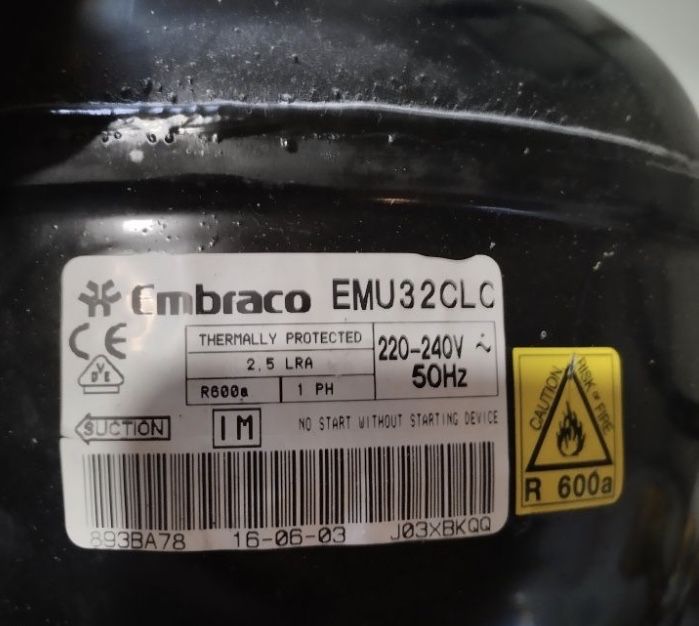 Embraco EMU32CLC
CE
THERMALLY PROTECTED
2.5 LRA
R600a 1 PH
220-240V ~
50Hz
VDE
SUCTION
IM
NO START WITHOUT STARTING DEVICE
893BA78 16-06-03 J03XBKQQ
CAUTION RISK OF FIRE
R 600a